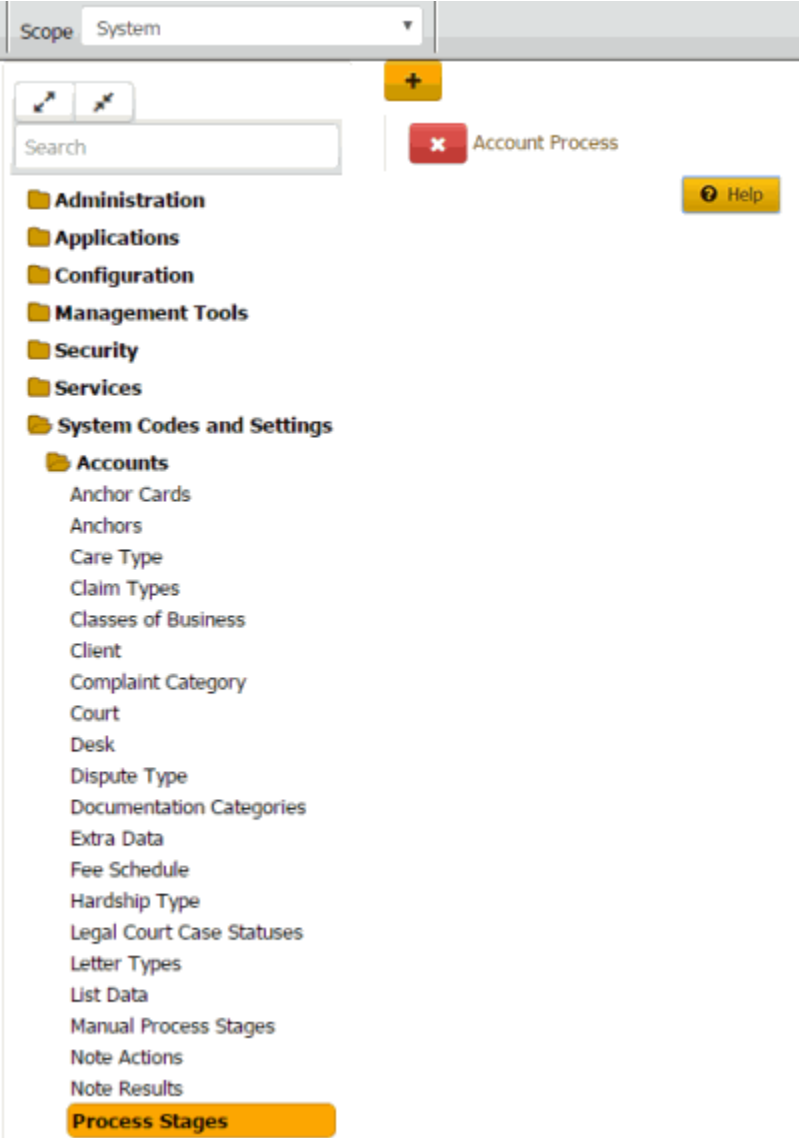 Scope System
Search
Account Process
Help
Administration
Applications
Configuration
Management Tools
Security
Services
System Codes and Settings
Accounts
Anchor Cards
Anchors
Care Type
Claim Types
Classes of Business
Client
Complaint Category
Court
Desk
Dispute Type
Documentation Categories
Extra Data
Fee Schedule
Hardship Type
Legal Court Case Statuses
Letter Types
List Data
Manual Process Stages
Note Actions
Note Results
Process Stages